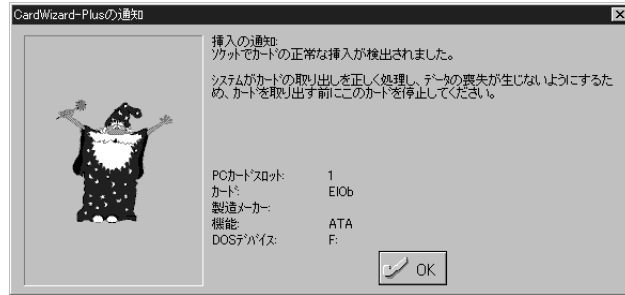 CardWizard-Plusの通知
挿入の通知:
ｿｹｯﾄでｶｰﾄﾞの正常な挿入が検出されました。
ｼｽﾃﾑがｶｰﾄﾞの取り出しを正しく処理し、ﾃﾞｰﾀの喪失が生じないようにするた
め、ｶｰﾄﾞを取り出す前にこのｶｰﾄﾞを停止してください。
PCｶｰﾄﾞｽﾛｯﾄ: 1
ｶｰﾄﾞ: EIOb
製造ﾒｰｶｰ:
機能: ATA
DOSﾃﾞﾊﾞｲｽ: F:
OK